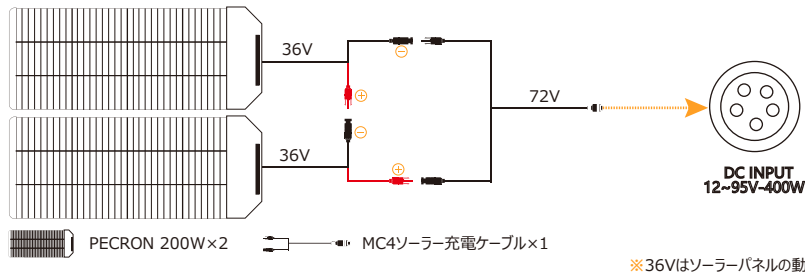 36V
⊖
⊕
72V
⊖
36V
⊕
DC INPUT
12~95V-400W
PECRON 200W×2
MC4ソーラー充電ケーブル×1
※36Vはソーラーパネルの動